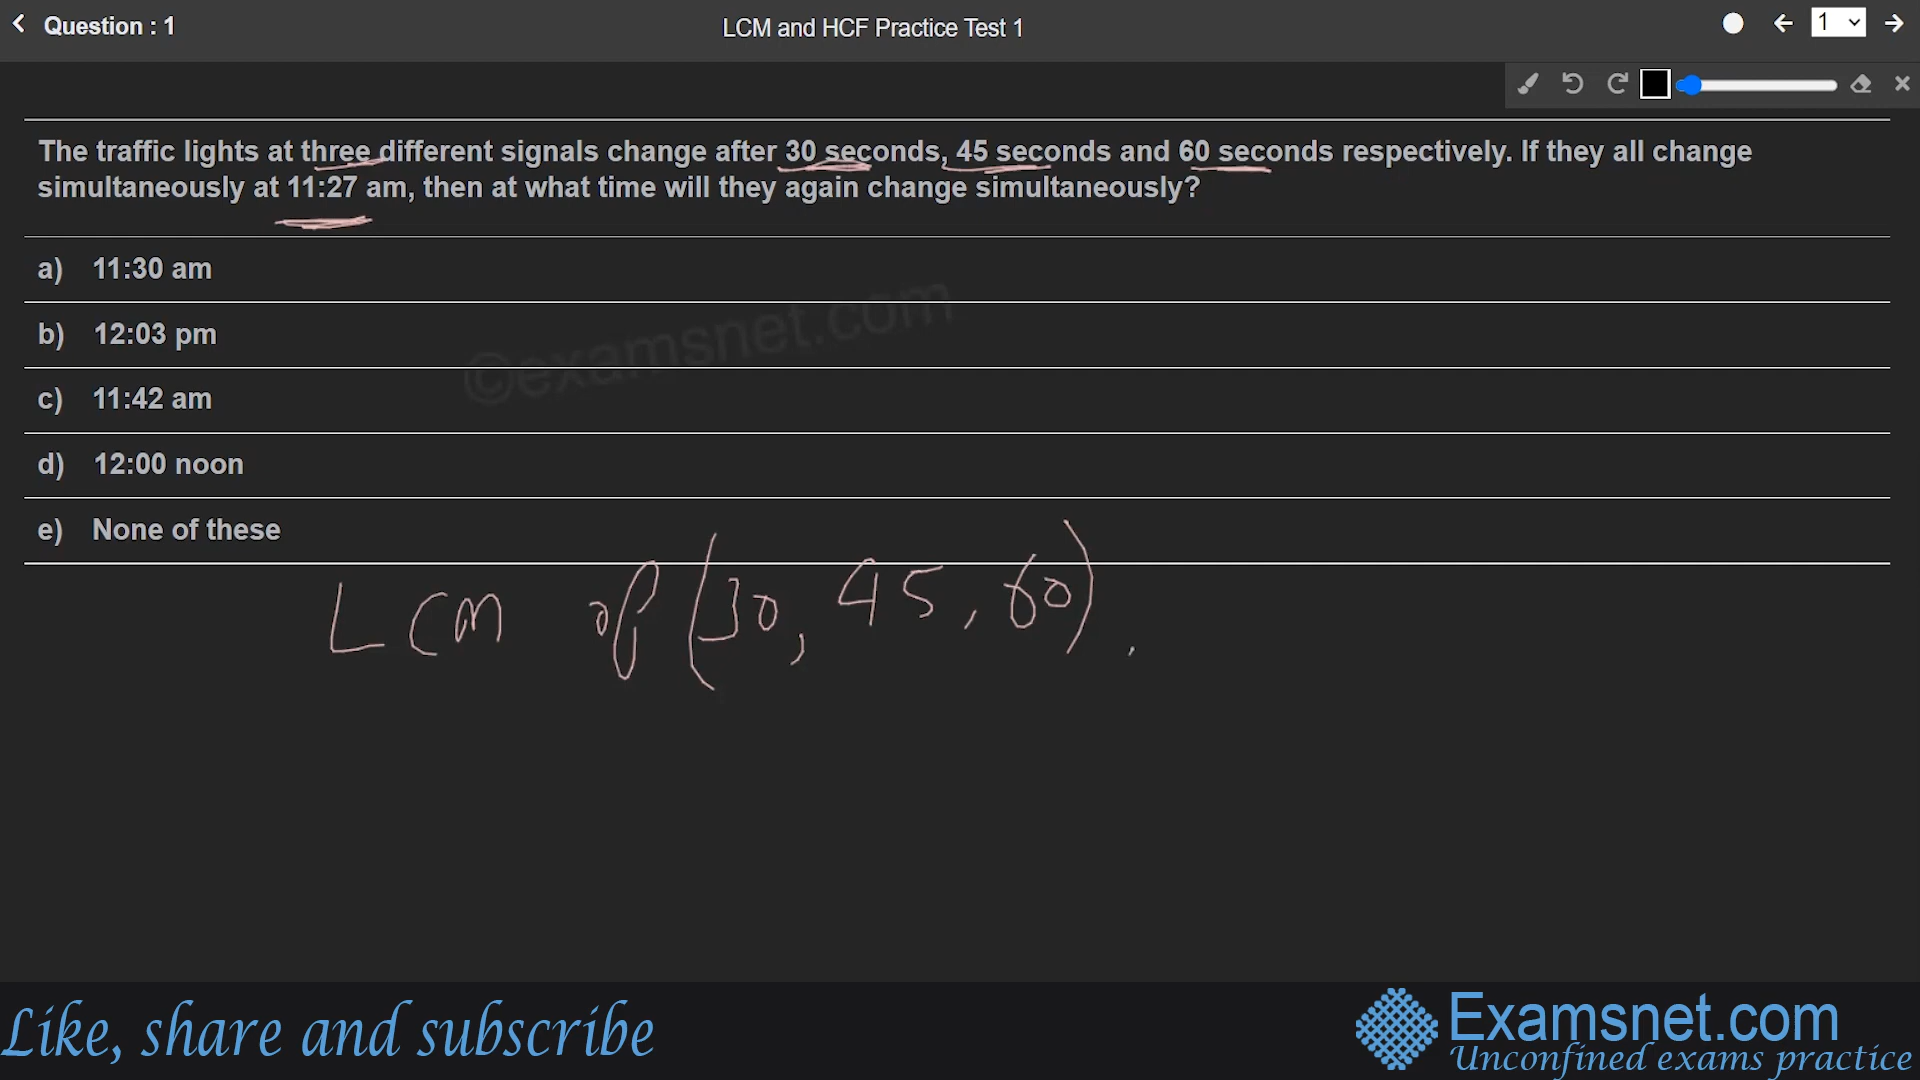 Question : 1
LCM and HCF Practice Test 1
1
The traffic lights at three different signals change after 30 seconds, 45 seconds and 60 seconds respectively. If they all change
simultaneously at 11:27 am, then at what time will they again change simultaneously?
a) 11:30 am
b) 12:03 pm
c) 11:42 am
d) 12:00 noon
e) None of these
©examsnet.com
LCM of (30, 45, 60).
Like, share and subscribe
Examsnet.com
Unconfined exams practice